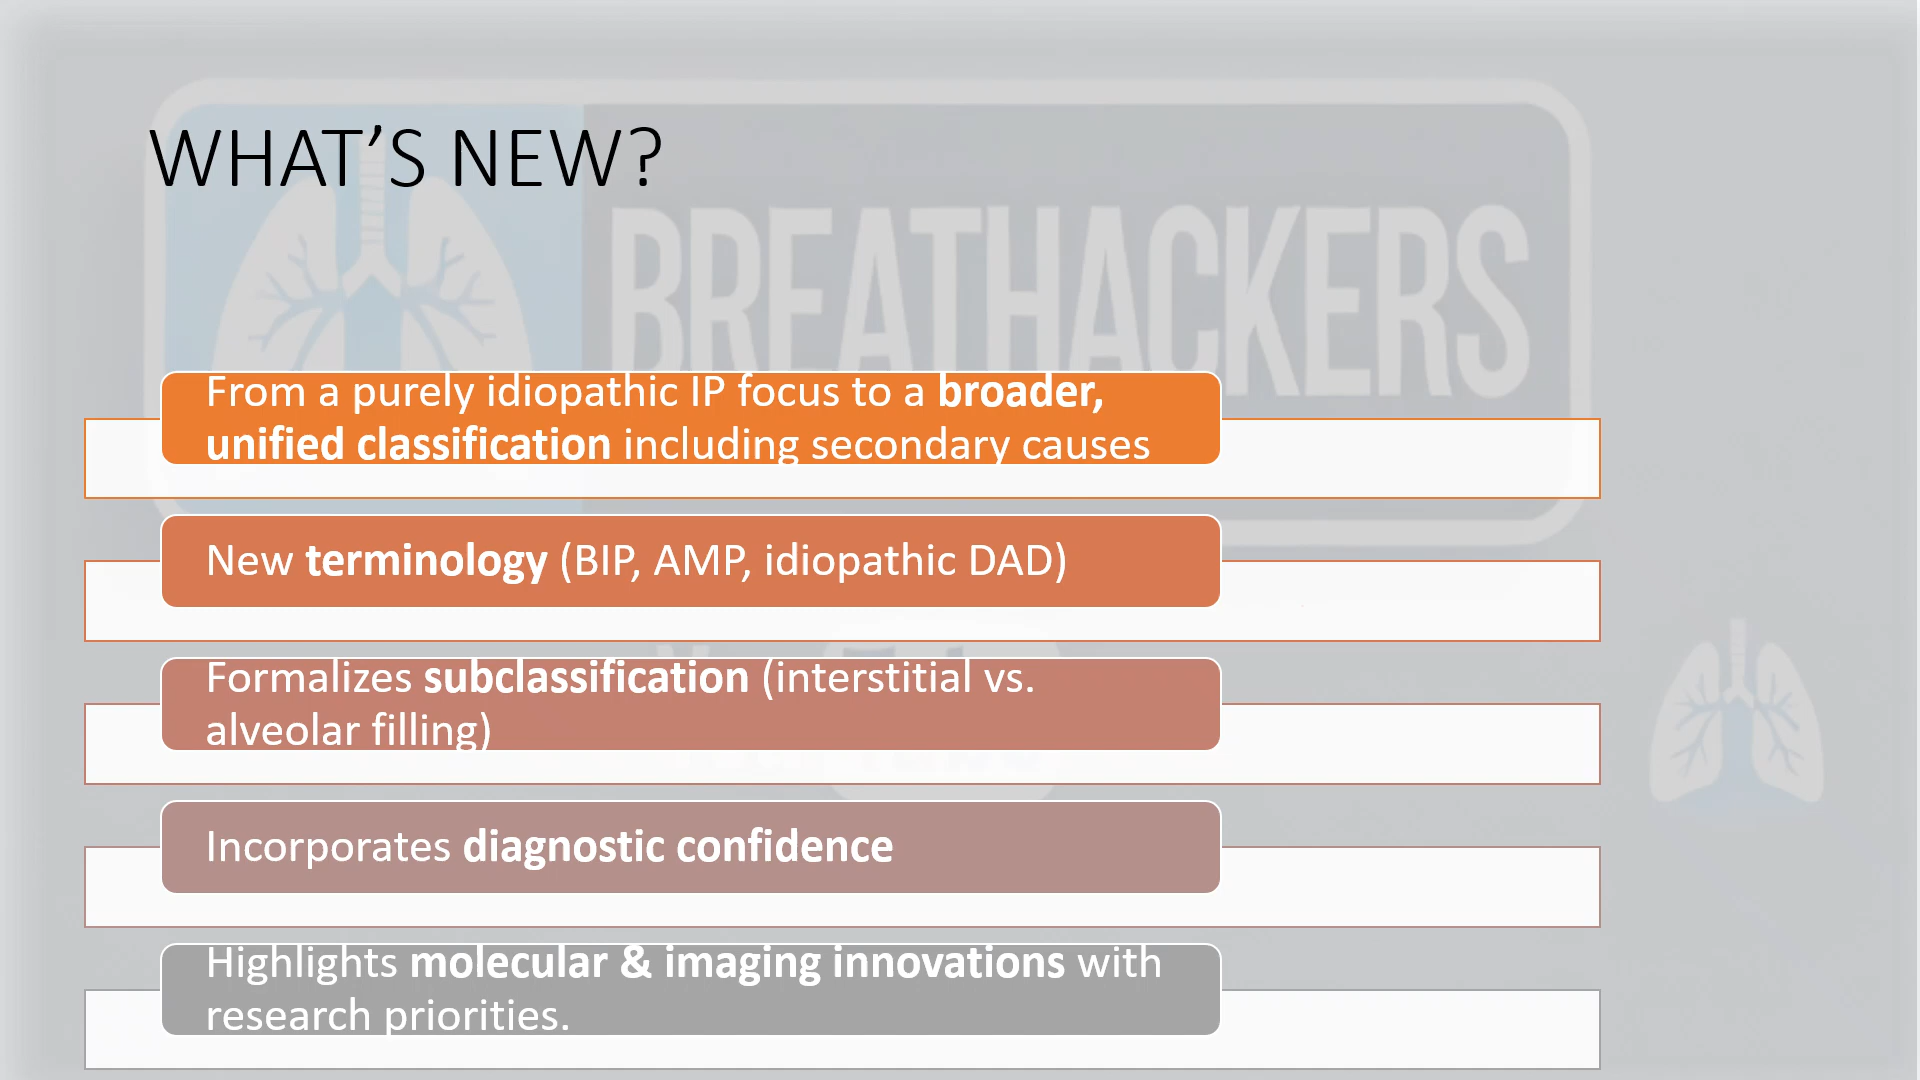 WHAT’S NEW?
BREATHACKERS
From a purely idiopathic IP focus to a broader,
unified classification including secondary causes
New terminology (BIP, AMP, idiopathic DAD)
Formalizes subclassification (interstitial vs.
alveolar filling)
Incorporates diagnostic confidence
Highlights molecular & imaging innovations with
research priorities.